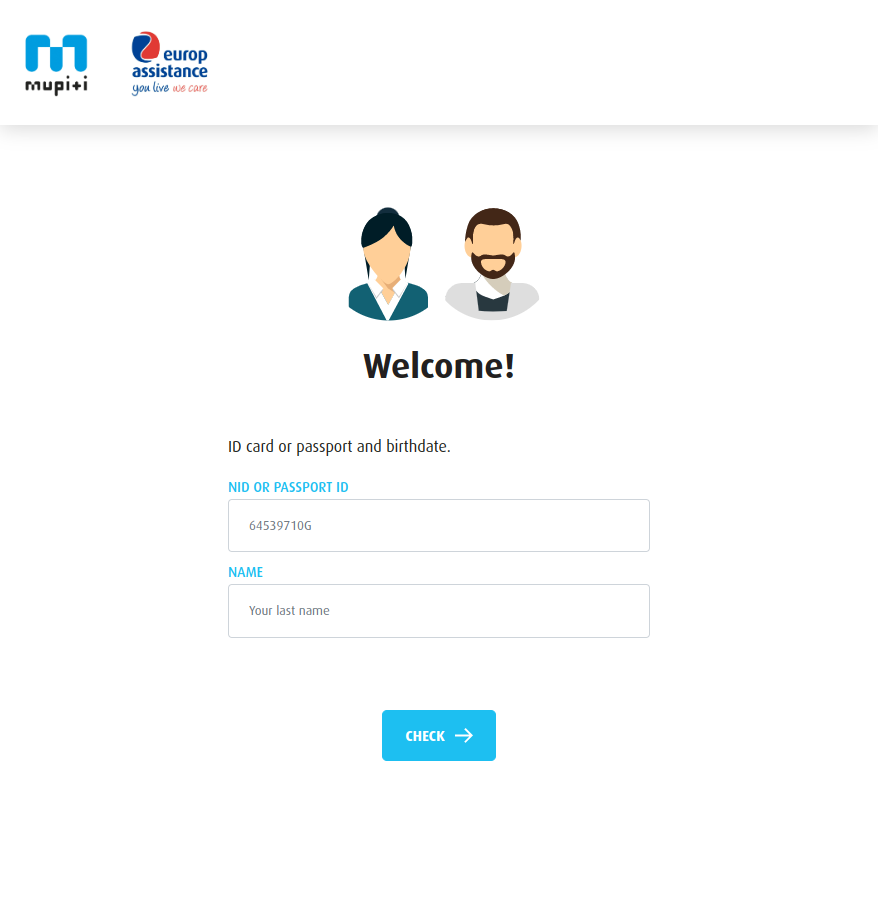 mupiti
europ
assistance
you live we care
Welcome!
ID card or passport and birthdate.
NID OR PASSPORT ID
64539710G
NAME
Your last name
CHECK